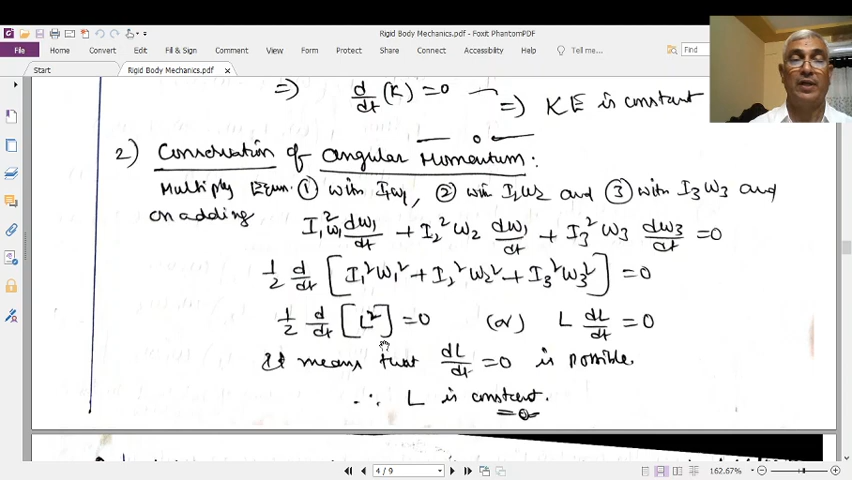 Rigid Body Mechanics.pdf - Foxit PhantomPDF
File Home Edit Fill & Sign Comment View Form Protect Share Connect Accessibility Help Tell me... Find
Start Rigid Body Mechanics.pdf
=) d/dt (K) = 0 =) KE is constant
2) Conservation of angular Momentum:
Multiply Eqn. ① with I1ω1, ② with I2ω2 and ③ with I3ω3 and
on adding
I1²ω1 dω1/dt + I2²ω2 dω1/dt + I3²ω3 dω3/dt = 0
1/2 d/dt [I1²ω1² + I2²ω2² + I3²ω3²] = 0
1/2 d/dt [L²] = 0 (or) L dL/dt = 0
It means that dL/dt = 0 is possible
∴ L is constant.
4 / 9 162.67%